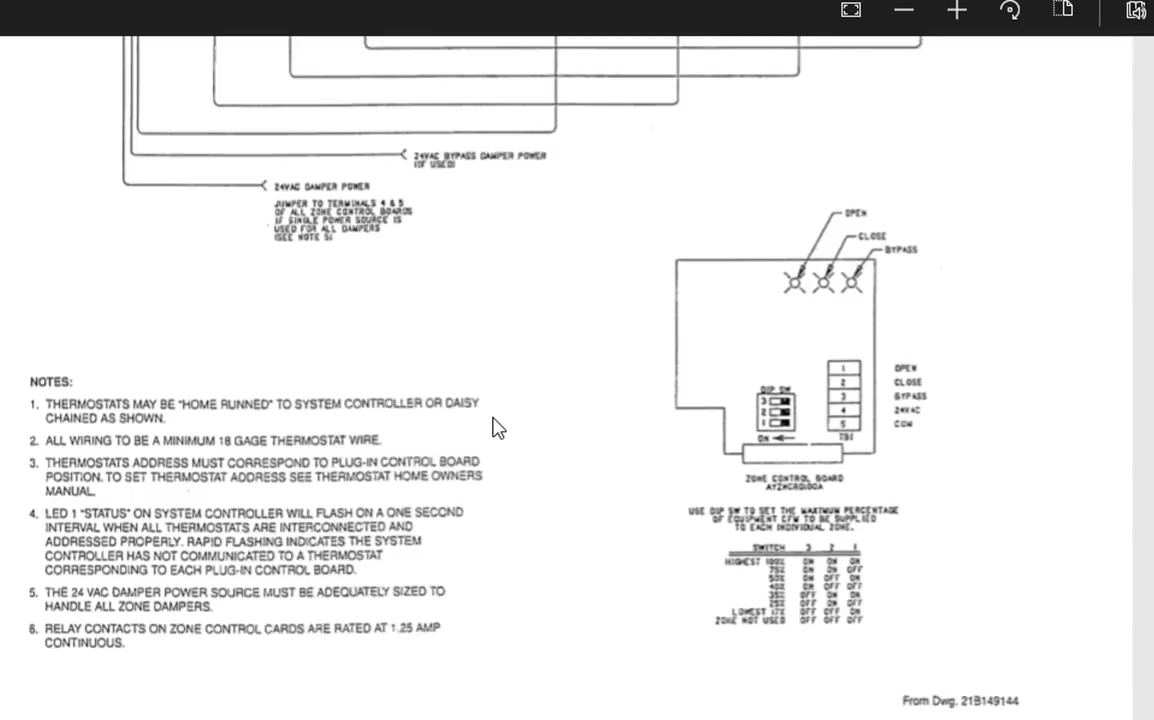 24VAC BYPASS DAMPER POWER
(IF USED)
24VAC DAMPER POWER
JUMPER TO TERMINALS 4 & 5
OF ALL ZONE CONTROL BOARDS
IF SINGLE POWER SOURCE IS
USED FOR ALL DAMPERS
(SEE NOTE 5)
OPEN
CLOSE
BYPASS
NOTES:
1. THERMOSTATS MAY BE "HOME RUNNED" TO SYSTEM CONTROLLER OR DAISY
CHAINED AS SHOWN.
2. ALL WIRING TO BE A MINIMUM 18 GAGE THERMOSTAT WIRE.
3. THERMOSTATS ADDRESS MUST CORRESPOND TO PLUG-IN CONTROL BOARD
POSITION. TO SET THERMOSTAT ADDRESS SEE THERMOSTAT HOME OWNERS
MANUAL.
4. LED 1 "STATUS" ON SYSTEM CONTROLLER WILL FLASH ON A ONE SECOND
INTERVAL WHEN ALL THERMOSTATS ARE INTERCONNECTED AND
ADDRESSED PROPERLY. RAPID FLASHING INDICATES THE SYSTEM
CONTROLLER HAS NOT COMMUNICATED TO A THERMOSTAT
CORRESPONDING TO EACH PLUG-IN CONTROL BOARD.
5. THE 24 VAC DAMPER POWER SOURCE MUST BE ADEQUATELY SIZED TO
HANDLE ALL ZONE DAMPERS.
6. RELAY CONTACTS ON ZONE CONTROL CARDS ARE RATED AT 1.25 AMP
CONTINUOUS.
1 OPEN
2 CLOSE
3 BYPASS
4 24VAC
5 COM
TB1
DIP SW
3
2
1
ON
ZONE CONTROL BOARD
AYZNCRD100A
USE DIP SW TO SET THE MAXIMUM PERCENTAGE
OF EQUIPMENT CFM TO BE SUPPLIED
TO EACH INDIVIDUAL ZONE.
SWITCH 3 2 1
HIGHEST 100% ON ON ON
75% ON ON OFF
50% ON OFF ON
40% ON OFF OFF
35% OFF ON ON
25% OFF ON OFF
LOWEST 17% OFF OFF ON
ZONE NOT USED OFF OFF OFF
From Dwg. 21B149144